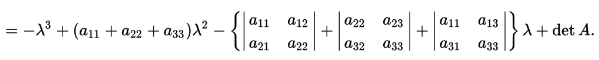 = −λ³ + (a₁₁ + a₂₂ + a₃₃)λ² − { | a₁₁ a₁₂ ; a₂₁ a₂₂ | + | a₂₂ a₂₃ ; a₃₂ a₃₃ | + | a₁₁ a₁₃ ; a₃₁ a₃₃ | } λ + det A.